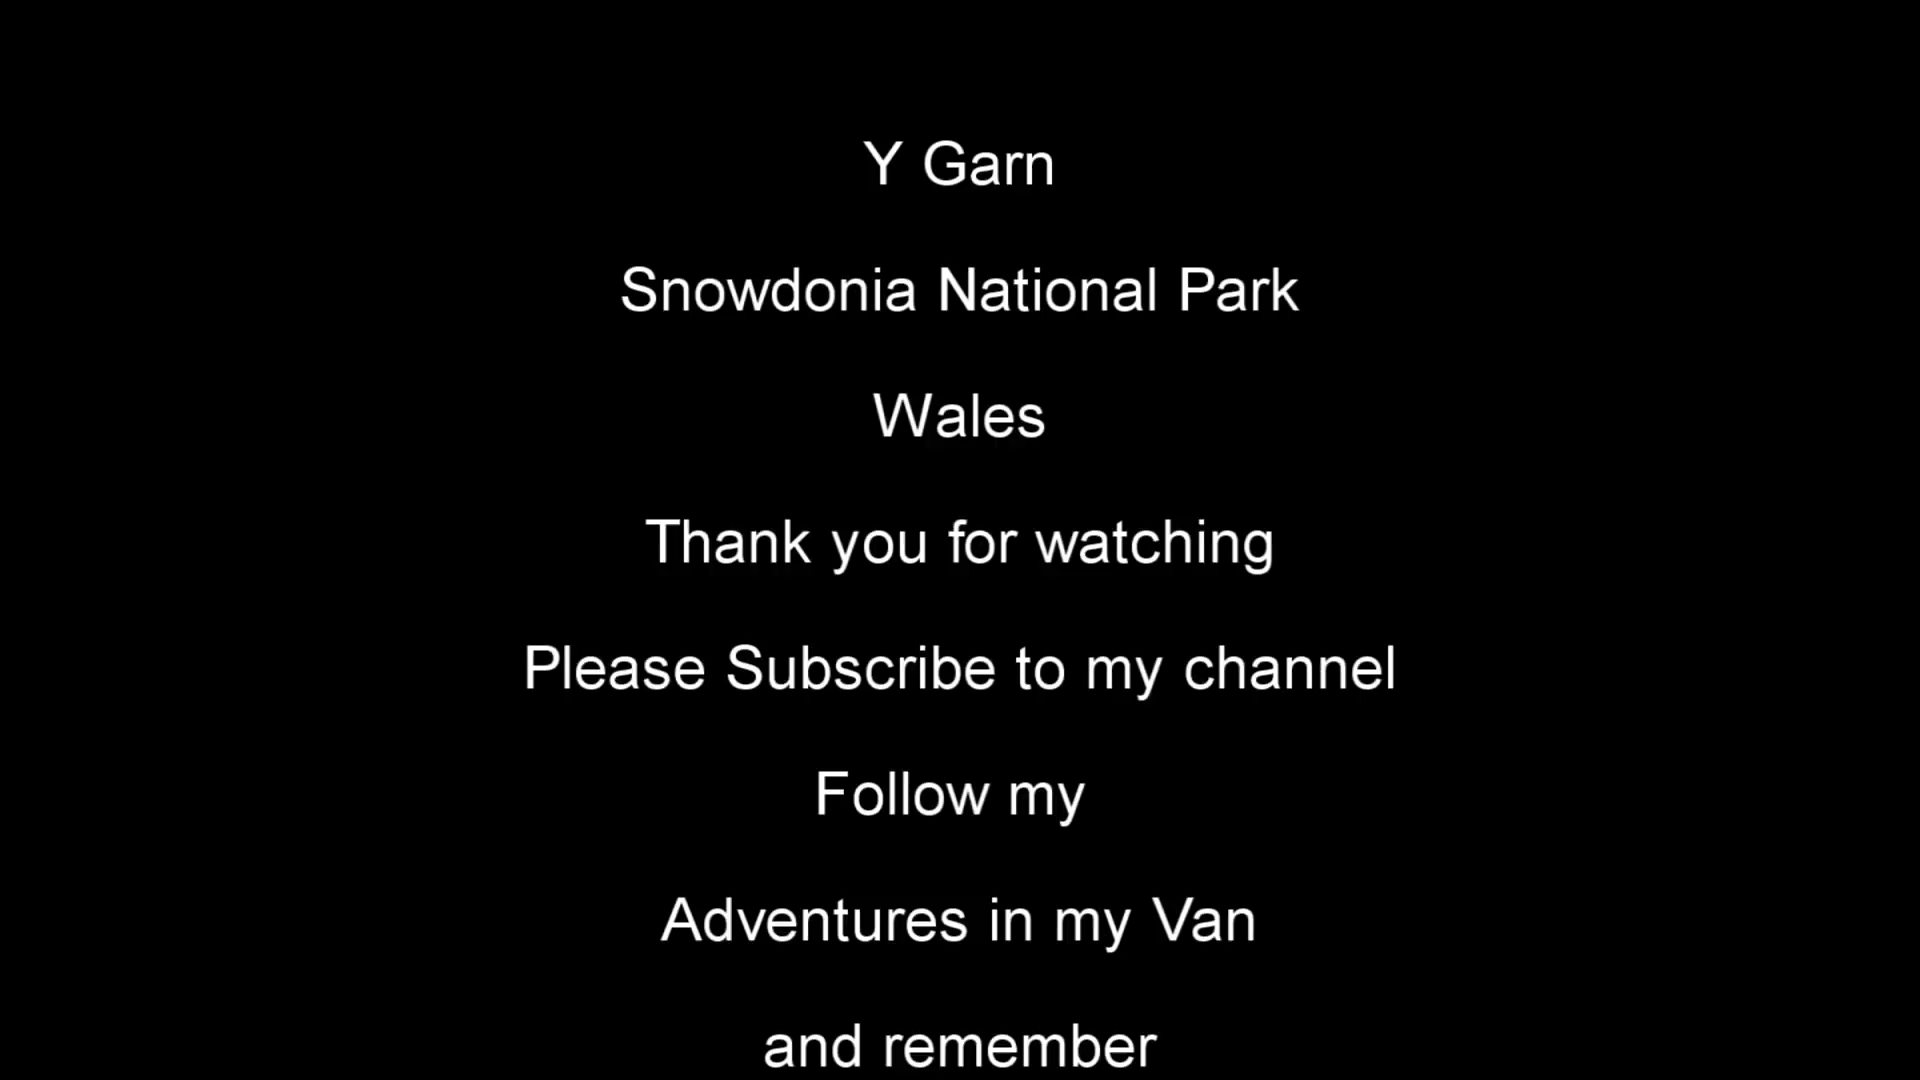 Y Garn
Snowdonia National Park
Wales
Thank you for watching
Please Subscribe to my channel
Follow my
Adventures in my Van
and remember